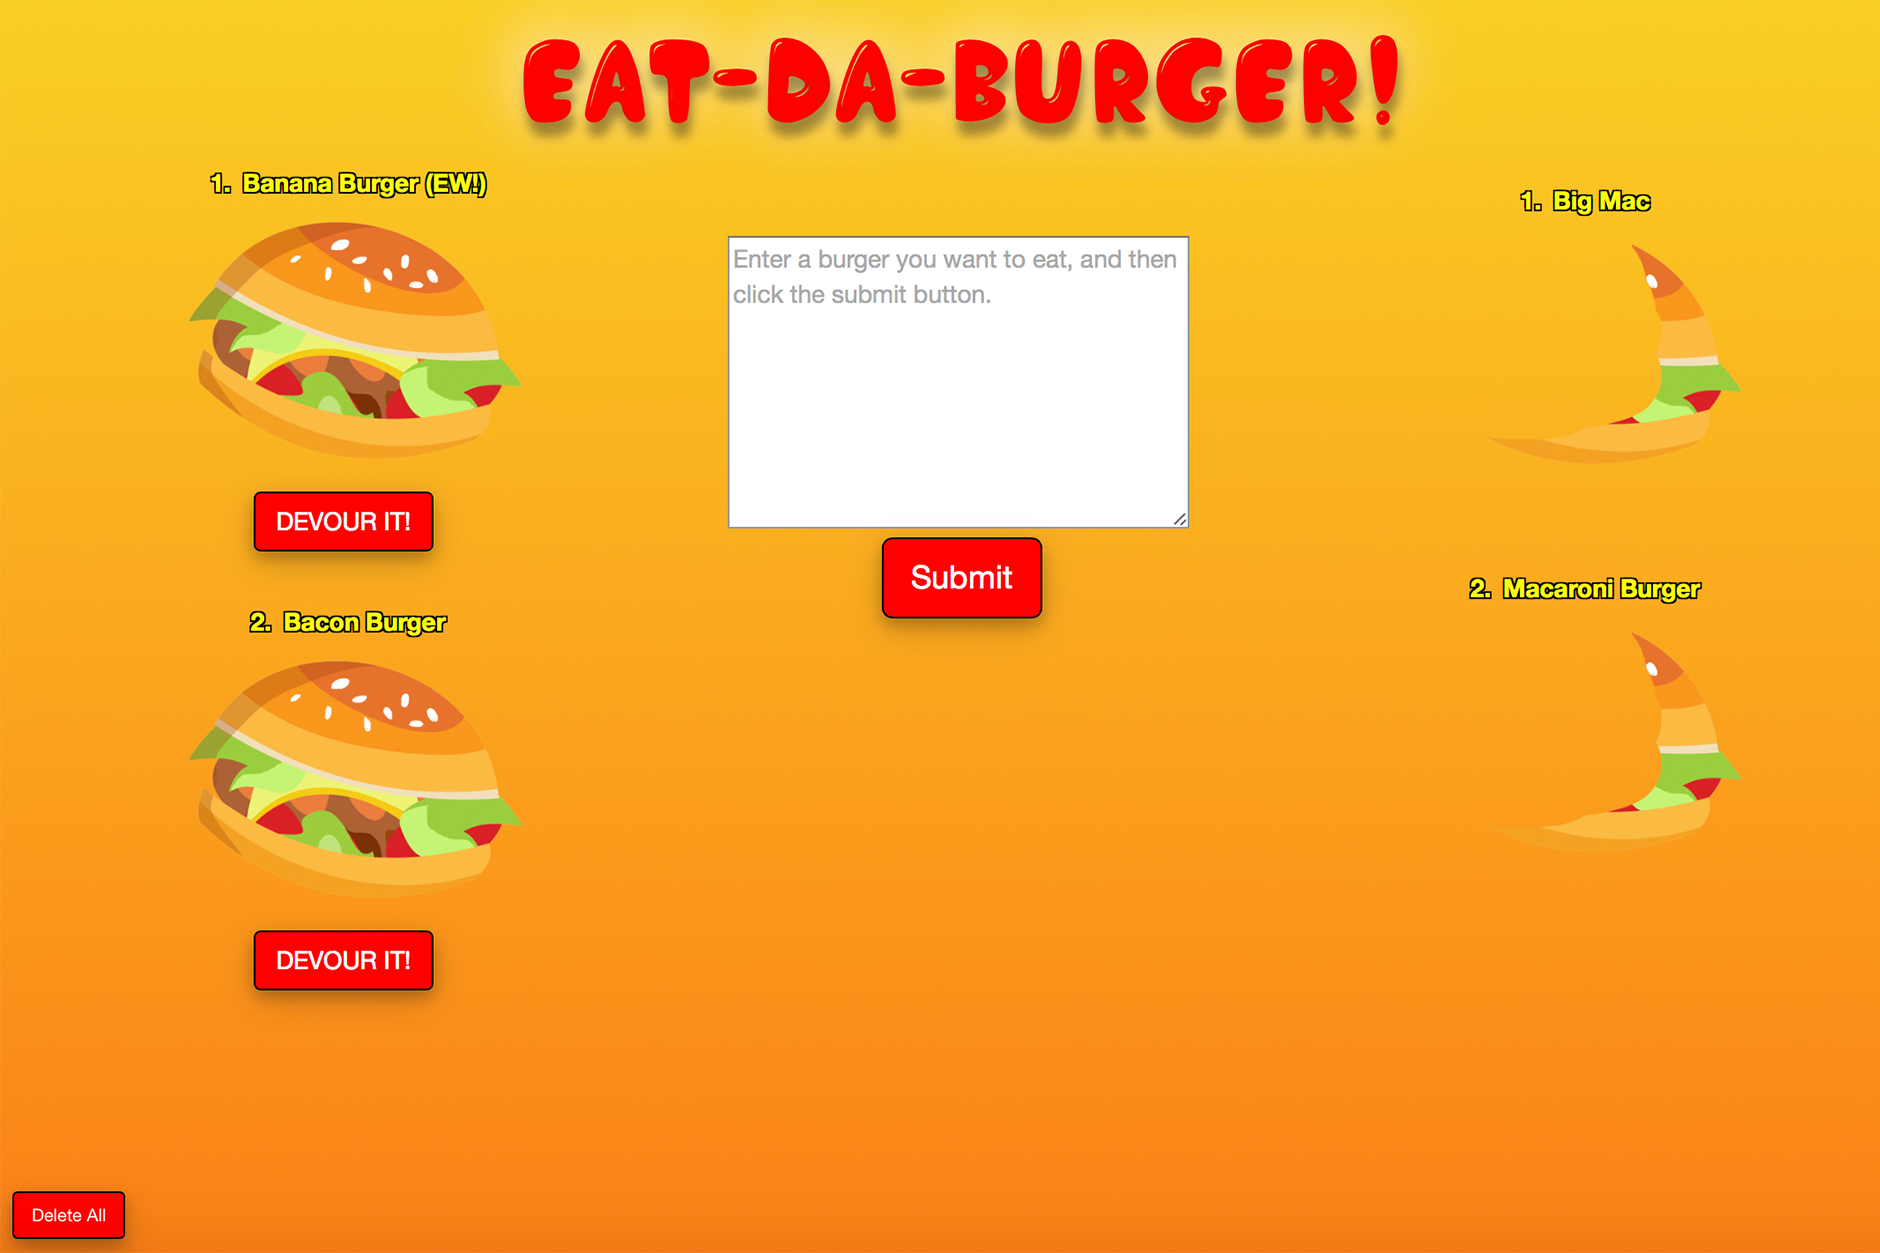 EAT-DA-BURGER!
1. Banana Burger (EW!)
DEVOUR IT!
2. Bacon Burger
DEVOUR IT!
Enter a burger you want to eat, and then
click the submit button.
Submit
1. Big Mac
2. Macaroni Burger
Delete All